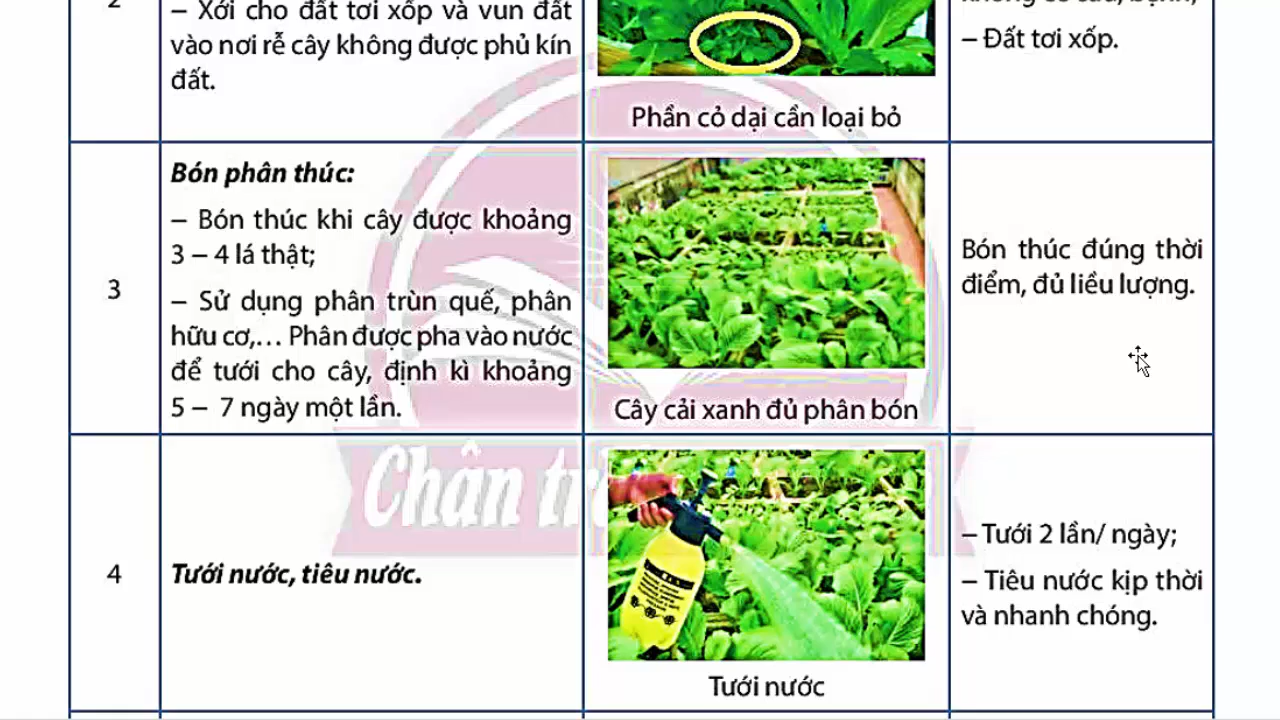 2
– Xới cho đất tơi xốp và vun đất
vào nơi rễ cây không được phủ kín
đất.
– Đất tơi xốp.
Phần cỏ dại cần loại bỏ
3
Bón phân thúc:
– Bón thúc khi cây được khoảng
3 – 4 lá thật;
– Sử dụng phân trùn quế, phân
hữu cơ,... Phân được pha vào nước
để tưới cho cây, định kì khoảng
5 – 7 ngày một lần.
Cây cải xanh đủ phân bón
Bón thúc đúng thời
điểm, đủ liều lượng.
Chân tr
4
Tưới nước, tiêu nước.
Tưới nước
– Tưới 2 lần/ ngày;
– Tiêu nước kịp thời
và nhanh chóng.